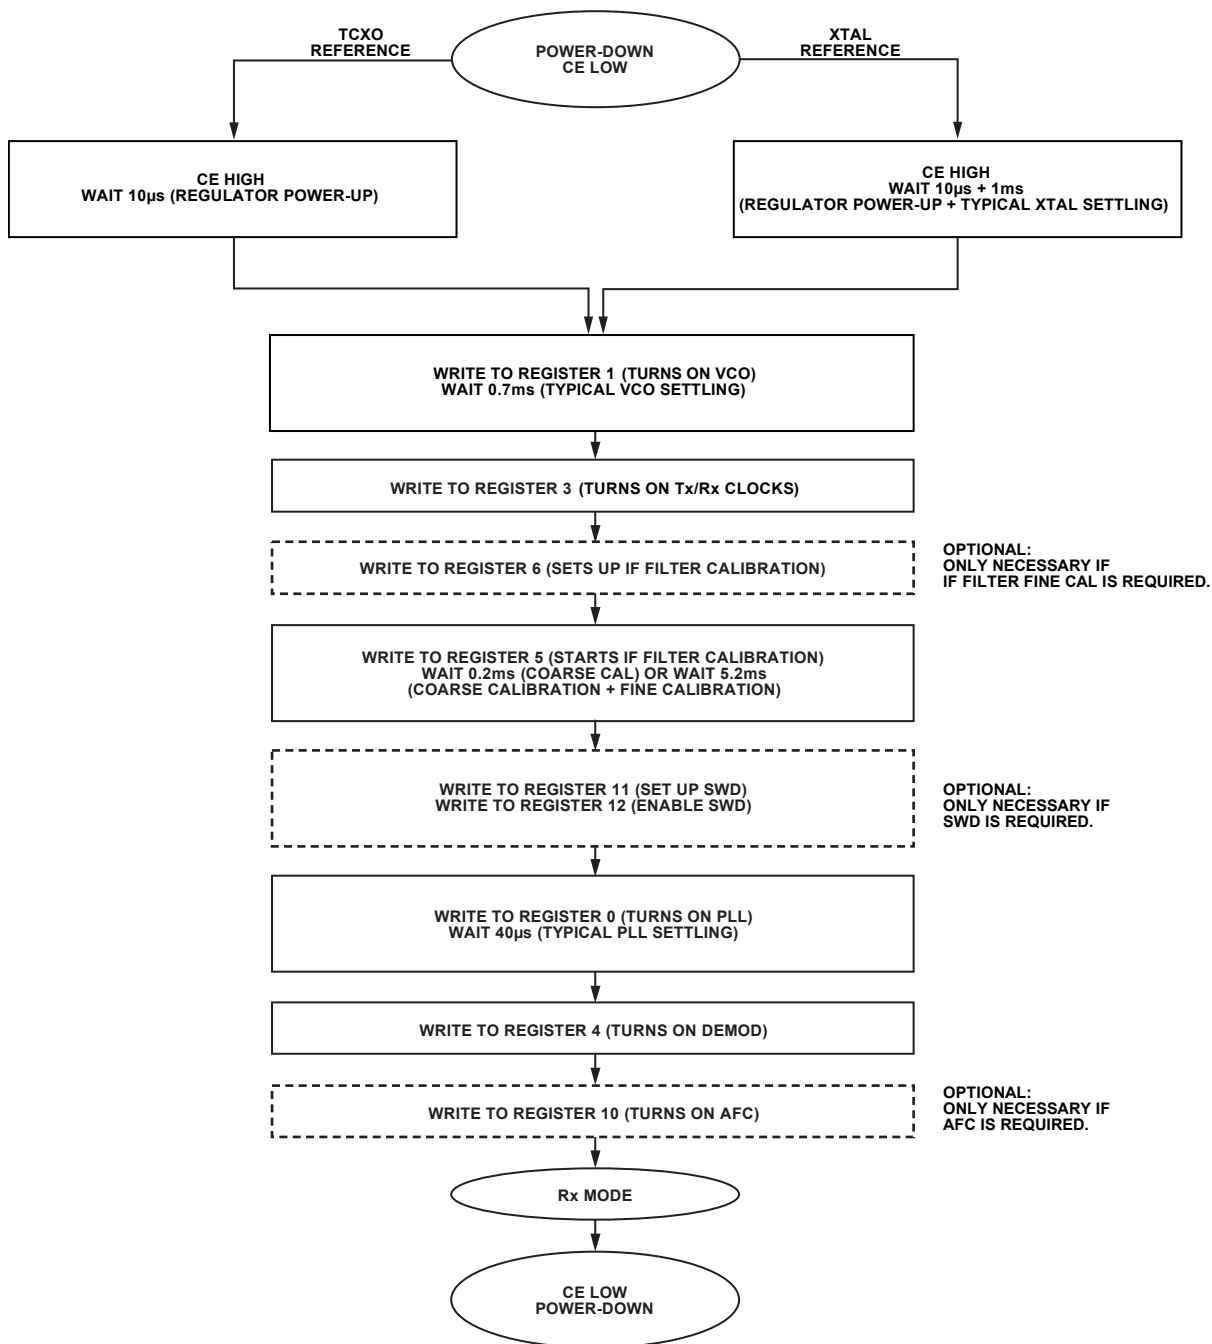 TCXO
REFERENCE
POWER-DOWN
CE LOW
XTAL
REFERENCE
CE HIGH
WAIT 10µs (REGULATOR POWER-UP)
CE HIGH
WAIT 10µs + 1ms
(REGULATOR POWER-UP + TYPICAL XTAL SETTLING)
WRITE TO REGISTER 1 (TURNS ON VCO)
WAIT 0.7ms (TYPICAL VCO SETTLING)
WRITE TO REGISTER 3 (TURNS ON Tx/Rx CLOCKS)
WRITE TO REGISTER 6 (SETS UP IF FILTER CALIBRATION)
OPTIONAL:
ONLY NECESSARY IF
IF FILTER FINE CAL IS REQUIRED.
WRITE TO REGISTER 5 (STARTS IF FILTER CALIBRATION)
WAIT 0.2ms (COARSE CAL) OR WAIT 5.2ms
(COARSE CALIBRATION + FINE CALIBRATION)
WRITE TO REGISTER 11 (SET UP SWD)
WRITE TO REGISTER 12 (ENABLE SWD)
OPTIONAL:
ONLY NECESSARY IF
SWD IS REQUIRED.
WRITE TO REGISTER 0 (TURNS ON PLL)
WAIT 40µs (TYPICAL PLL SETTLING)
WRITE TO REGISTER 4 (TURNS ON DEMOD)
WRITE TO REGISTER 10 (TURNS ON AFC)
OPTIONAL:
ONLY NECESSARY IF
AFC IS REQUIRED.
Rx MODE
CE LOW
POWER-DOWN